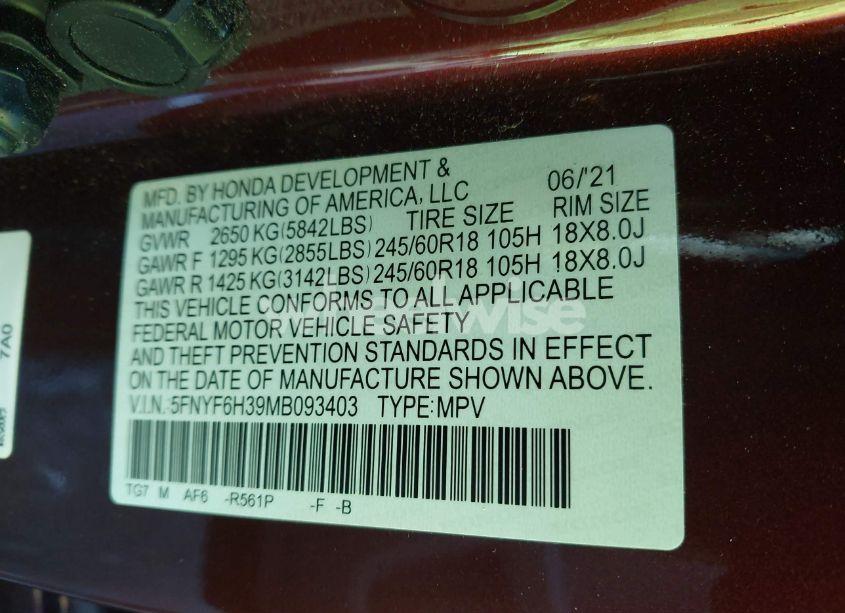 MFD. BY HONDA DEVELOPMENT & 06/'21
MANUFACTURING OF AMERICA, LLC
GVWR 2650 KG(5842LBS) TIRE SIZE RIM SIZE
GAWR F 1295 KG(2855LBS) 245/60R18 105H 18X8.0J
GAWR R 1425 KG(3142LBS) 245/60R18 105H 18X8.0J
THIS VEHICLE CONFORMS TO ALL APPLICABLE
FEDERAL MOTOR VEHICLE SAFETY
AND THEFT PREVENTION STANDARDS IN EFFECT
ON THE DATE OF MANUFACTURE SHOWN ABOVE.
V.I.N.:5FNYF6H39MB093403 TYPE:MPV
TG7 M AF6 -R561P -F -B
7A0